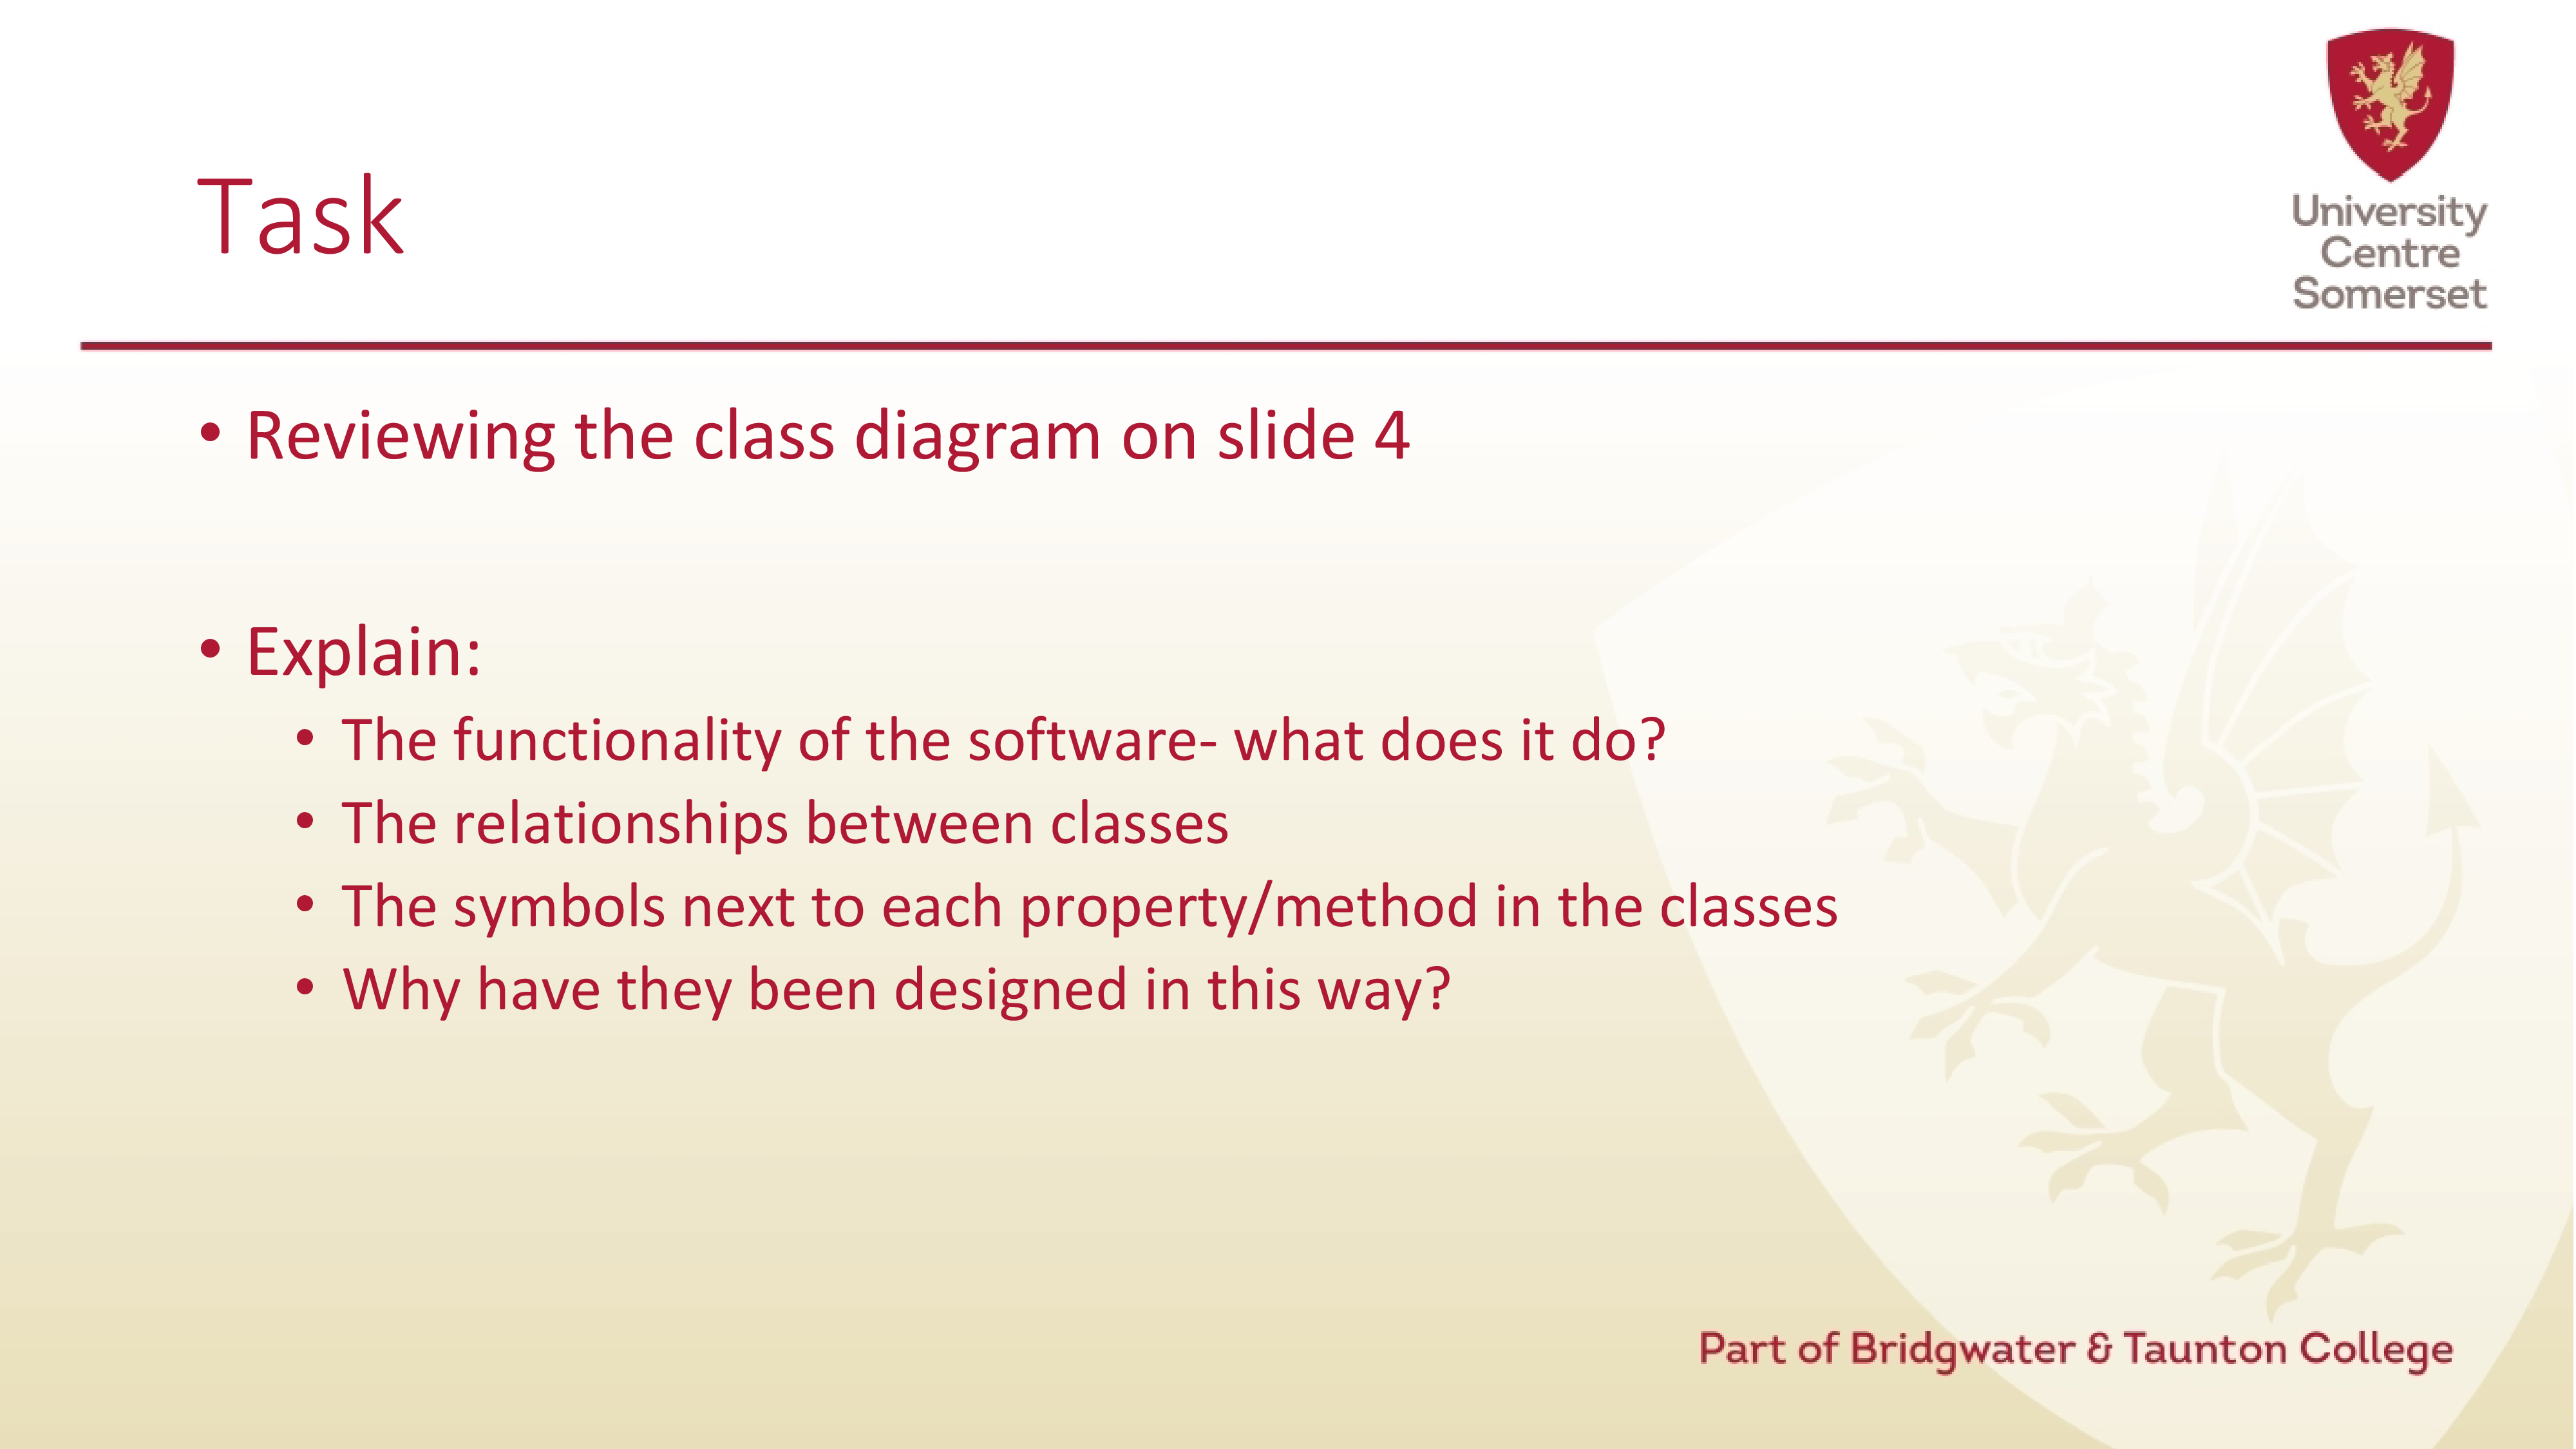 University
Centre
Somerset
Task
• Reviewing the class diagram on slide 4
• Explain:
• The functionality of the software- what does it do?
• The relationships between classes
• The symbols next to each property/method in the classes
• Why have they been designed in this way?
Part of Bridgwater & Taunton College